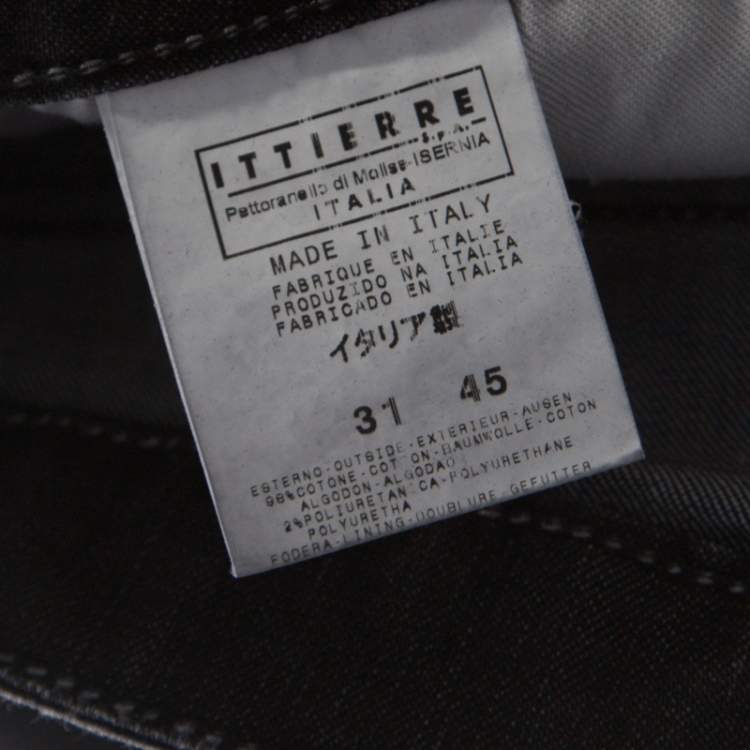 ITTIERRE
S.p.A.
Pettoranello di Molise-ISERNIA
ITALIA
MADE IN ITALY
FABRIQUE EN ITALIE
PRODUZIDO NA ITALIA
FABRICADO EN ITALIA
イタリア製
31 45
ESTERNO-OUTSIDE-EXTERIEUR-AUSEN
98%COTONE-COTTON-BAUMWOLLE-COTON
ALGODON-ALGODAO
2%POLIURETANICA-POLYURETHANE
POLYURETHA
FODERA-LINING-DOUBLURE GEFUTTER